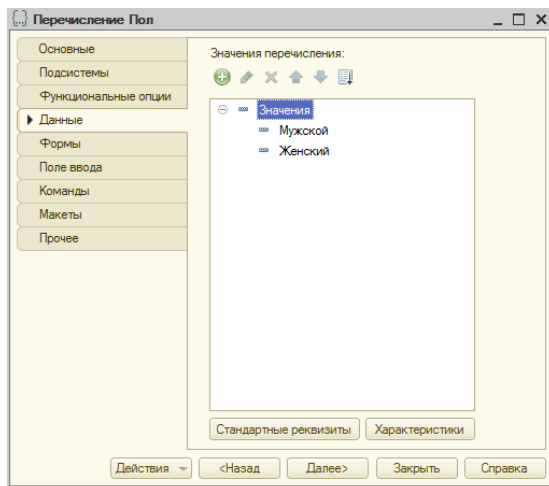 Перечисление Пол
Основные
Подсистемы
Функциональные опции
Данные
Формы
Поле ввода
Команды
Макеты
Прочее
Значения перечисления:
Значения
Мужской
Женский
Стандартные реквизиты Характеристики
Действия <Назад Далее> Закрыть Справка